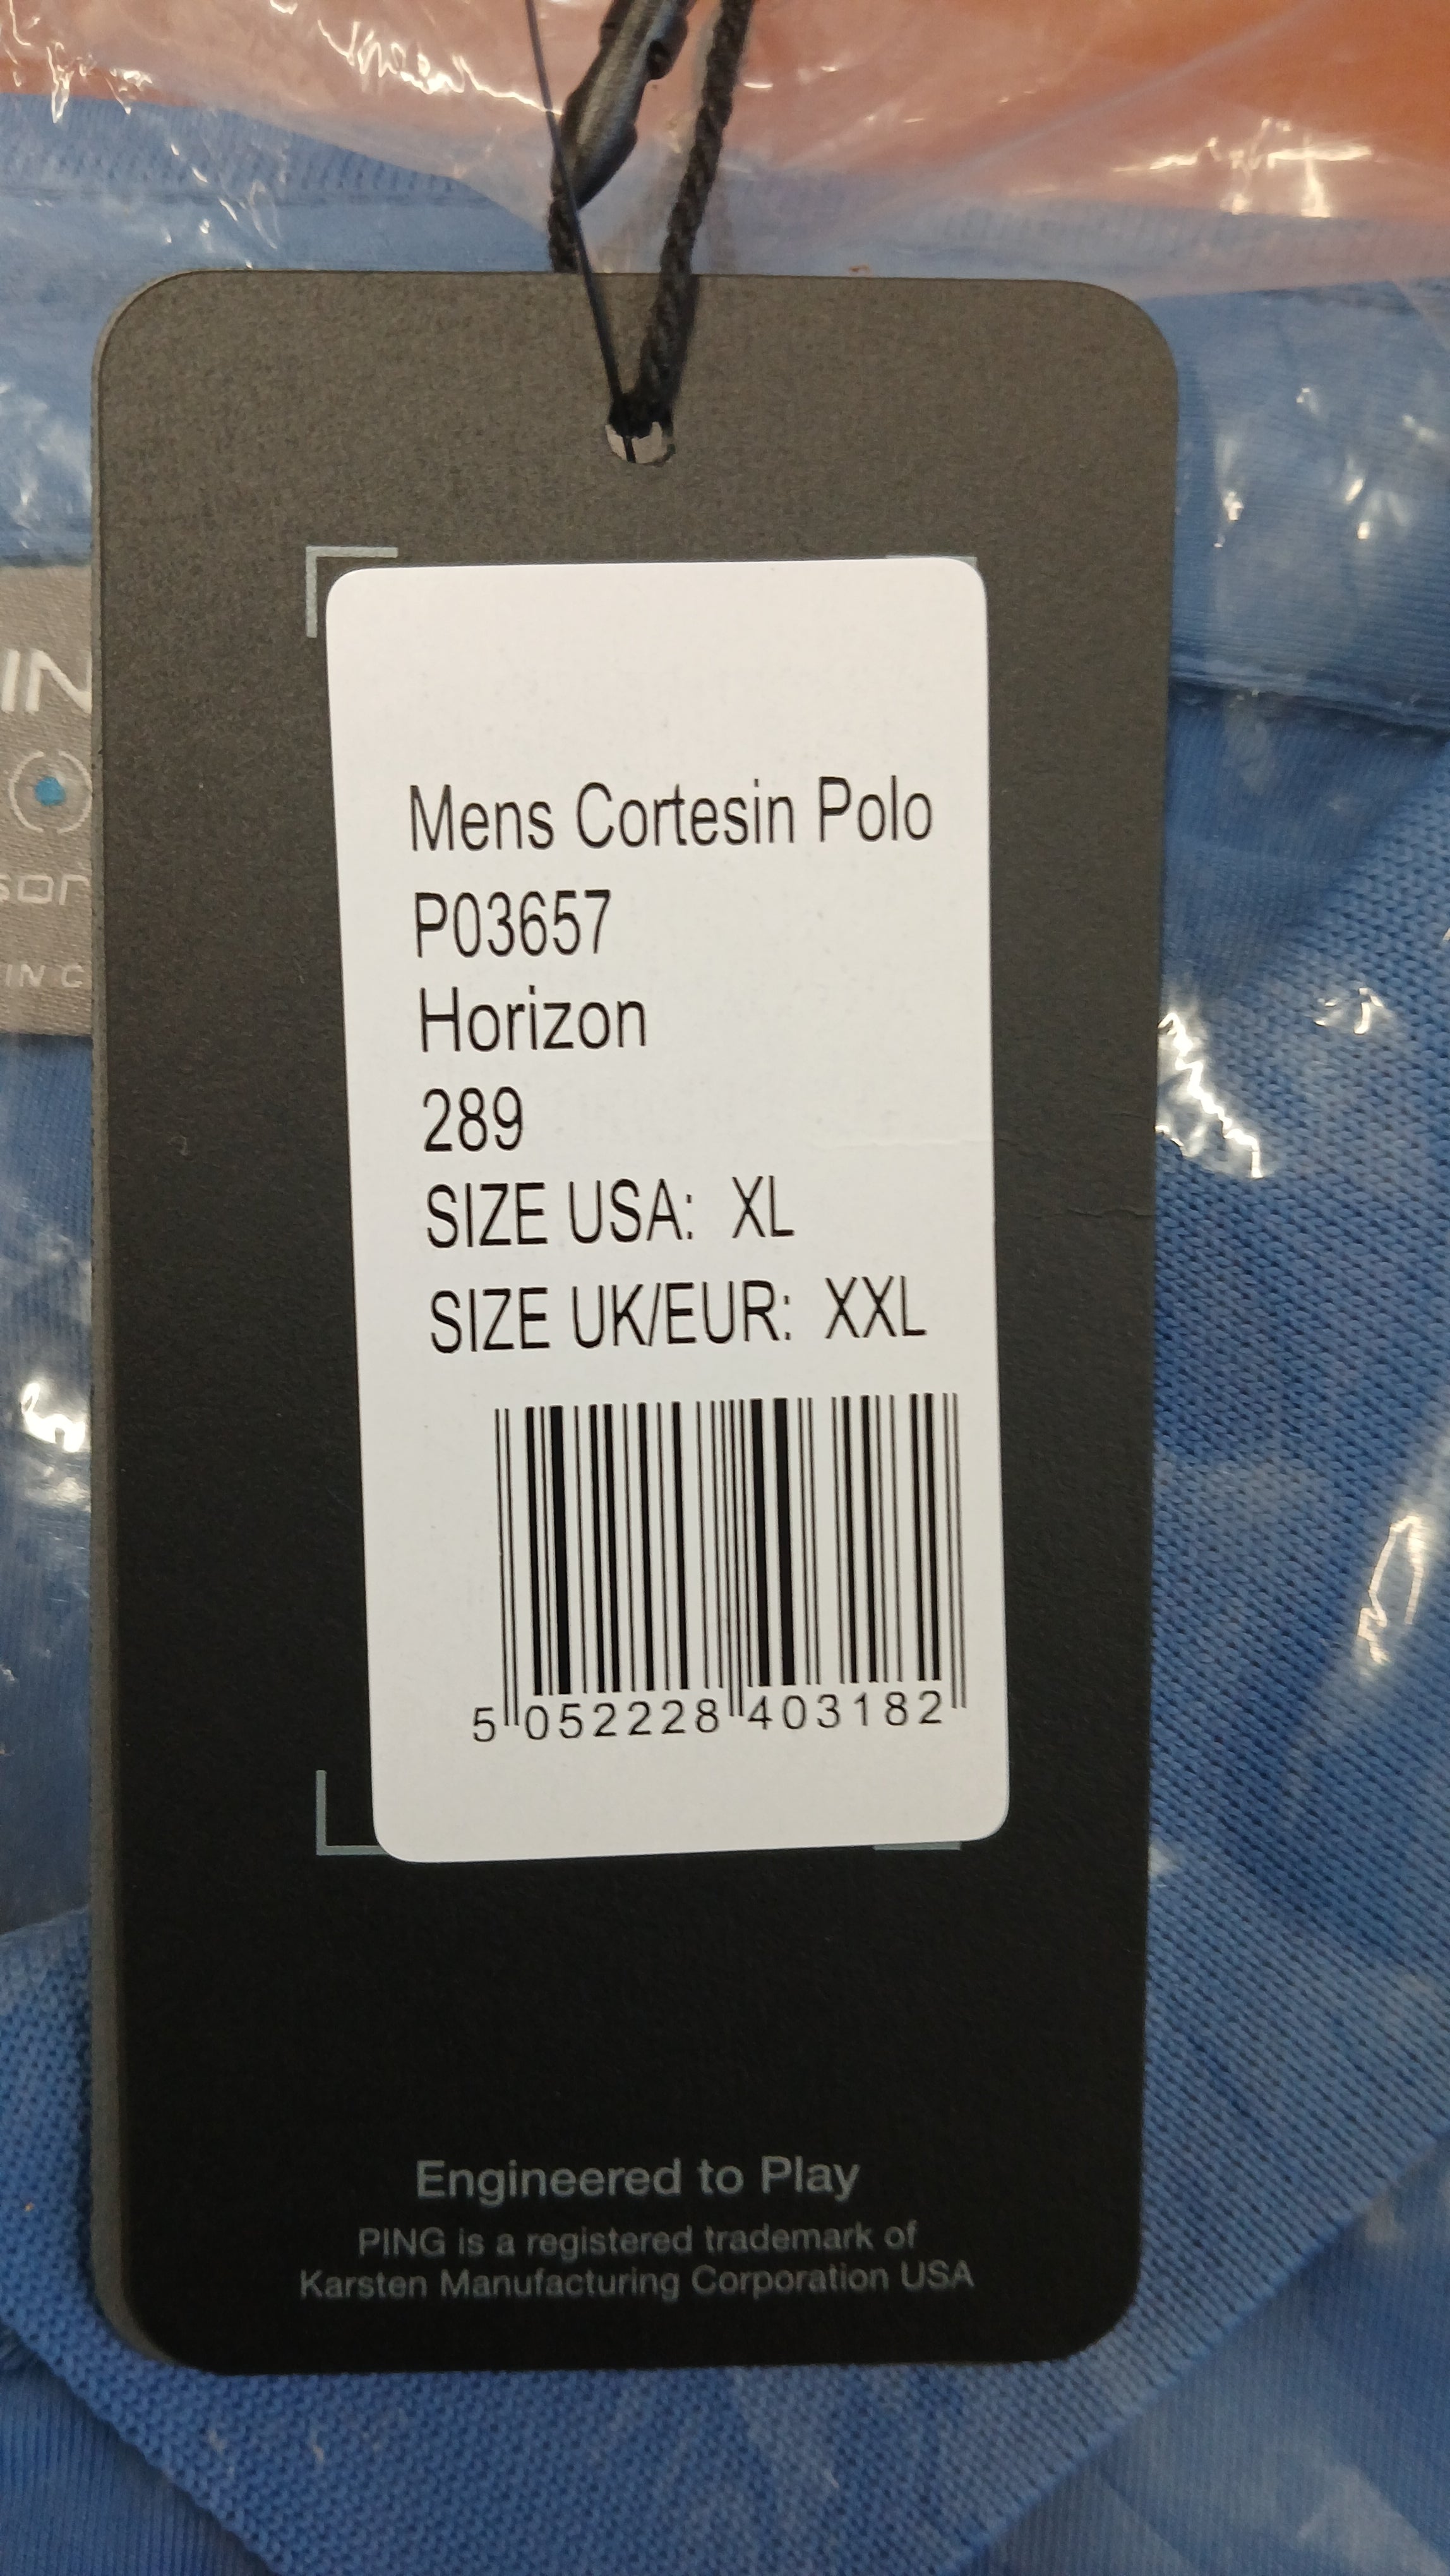 Mens Cortesin Polo
P03657
Horizon
289
SIZE USA: XL
SIZE UK/EUR: XXL
5 052228 403182
Engineered to Play
PING is a registered trademark of
Karsten Manufacturing Corporation USA